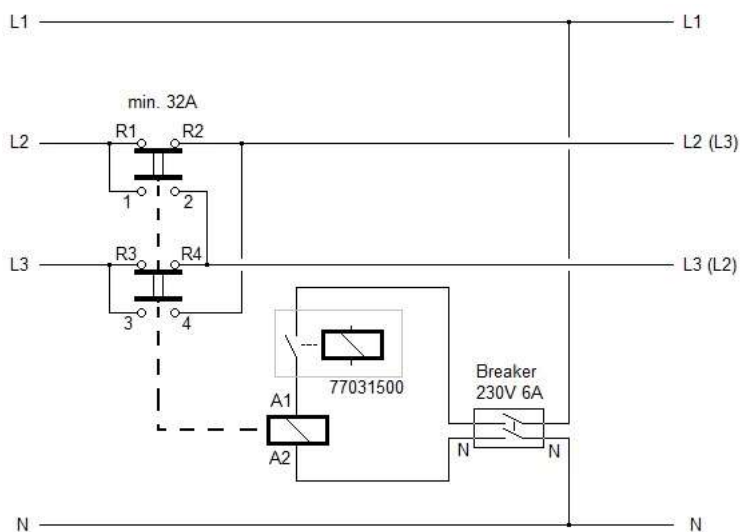 L1 L1
min. 32A
L2 R1 R2 L2 (L3)
1 2
L3 R3 R4 L3 (L2)
3 4
Breaker
230V 6A
77031500
A1
A2
N N
N N